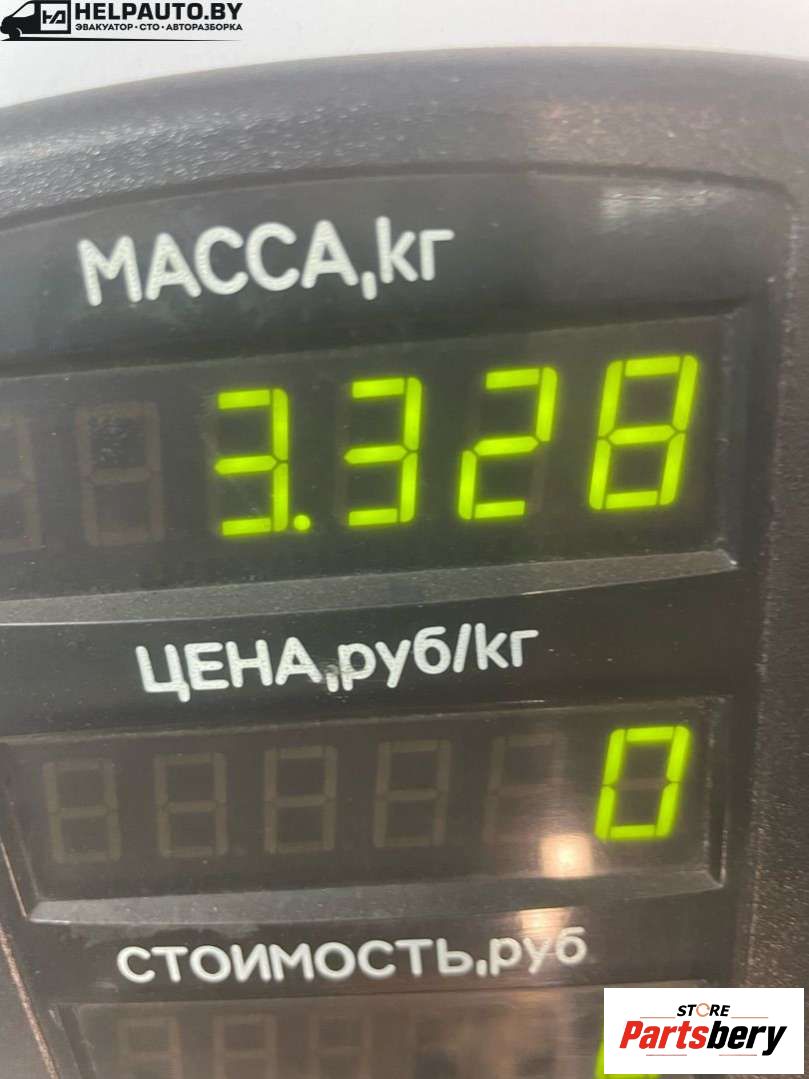 HELPAUTO.BY
ЭВАКУАТОР·СТО·АВТОРАЗБОРКА
МАССА,кг
3.328
ЦЕНА,руб/кг
0
СТОИМОСТЬ,руб
STORE
Partsbery